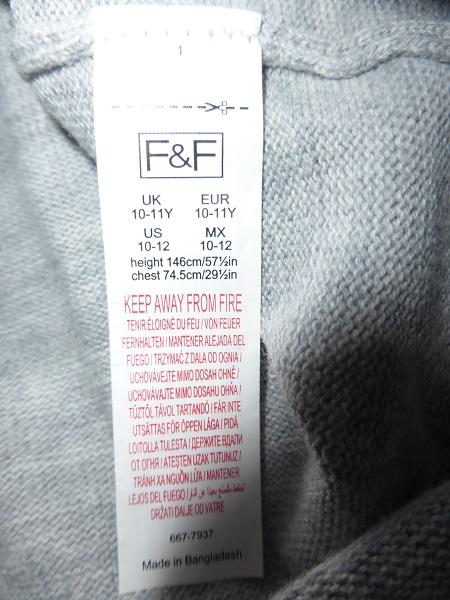 1
F&F
UK EUR
10-11Y 10-11Y
US MX
10-12 10-12
height 146cm/57½in
chest 74.5cm/29½in
KEEP AWAY FROM FIRE
TENIR ÉLOIGNÉ DU FEU / VON FEUER
FERNHALTEN / MANTENER ALEJADA DEL
FUEGO / TRZYMAĆ Z DALA OD OGNIA /
UCHOVÁVEJTE MIMO DOSAH OHNĚ /
UCHOVÁVAJTE MIMO DOSAHU OHŇA /
TŰZTŐL TÁVOL TARTANDÓ / FÅR INTE
UTSÄTTAS FÖR ÖPPEN LÅGA / PIDÄ
LOITOLLA TULESTA / ДЕРЖИТЕ ВДАЛИ
ОТ ОГНЯ / ATEŞTEN UZAK TUTUNUZ /
TRÁNH XA NGUỒN LỬA / MANTENER
LEJOS DEL FUEGO /
DRŽATI DALJE OD VATRE
667-7937
Made in Bangladesh